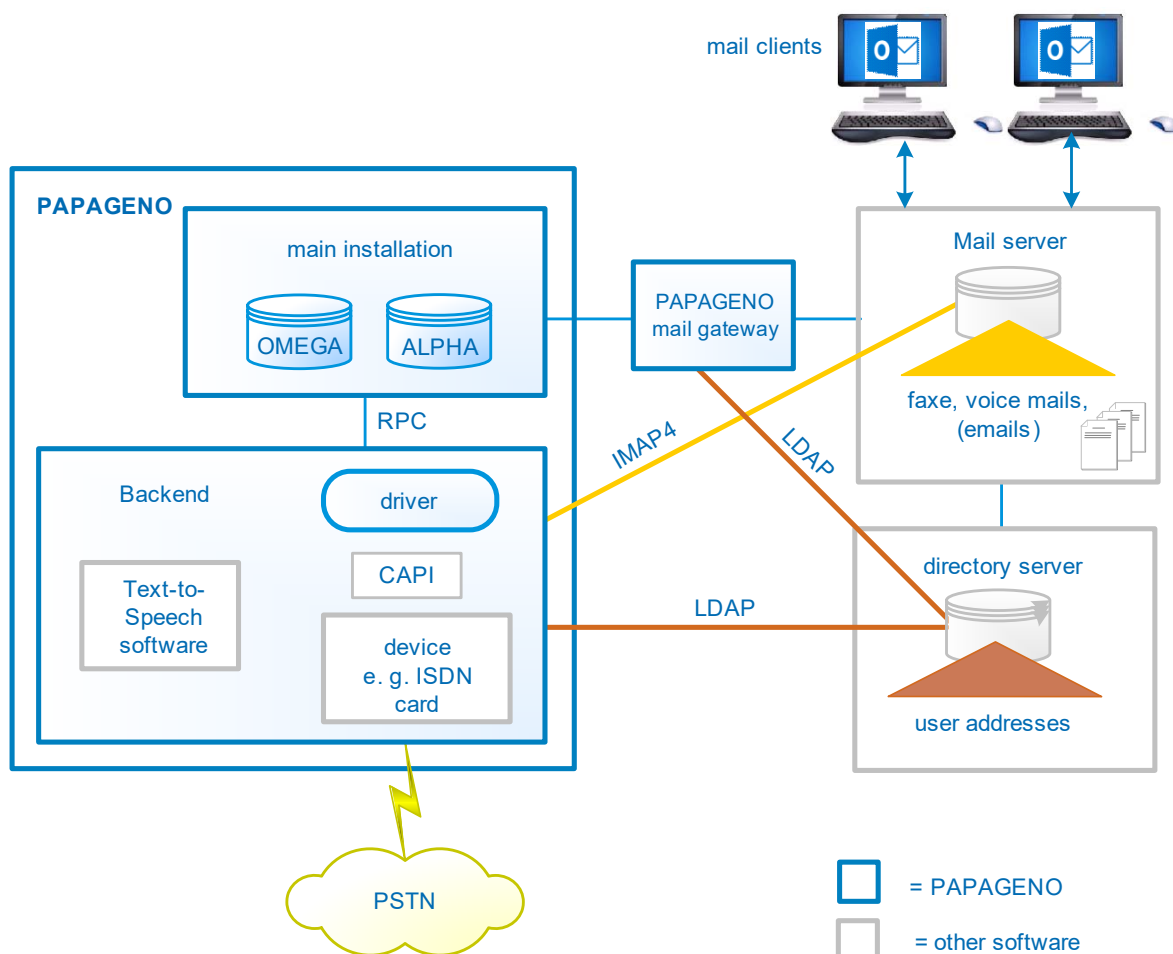 mail clients
O
O
PAPAGENO
main installation
OMEGA
ALPHA
PAPAGENO
mail gateway
Mail server
faxe, voice mails,
(emails)
RPC
IMAP4
LDAP
Backend
driver
CAPI
Text-to-
Speech
software
device
e. g. ISDN
card
LDAP
directory server
user addresses
PSTN
= PAPAGENO
= other software